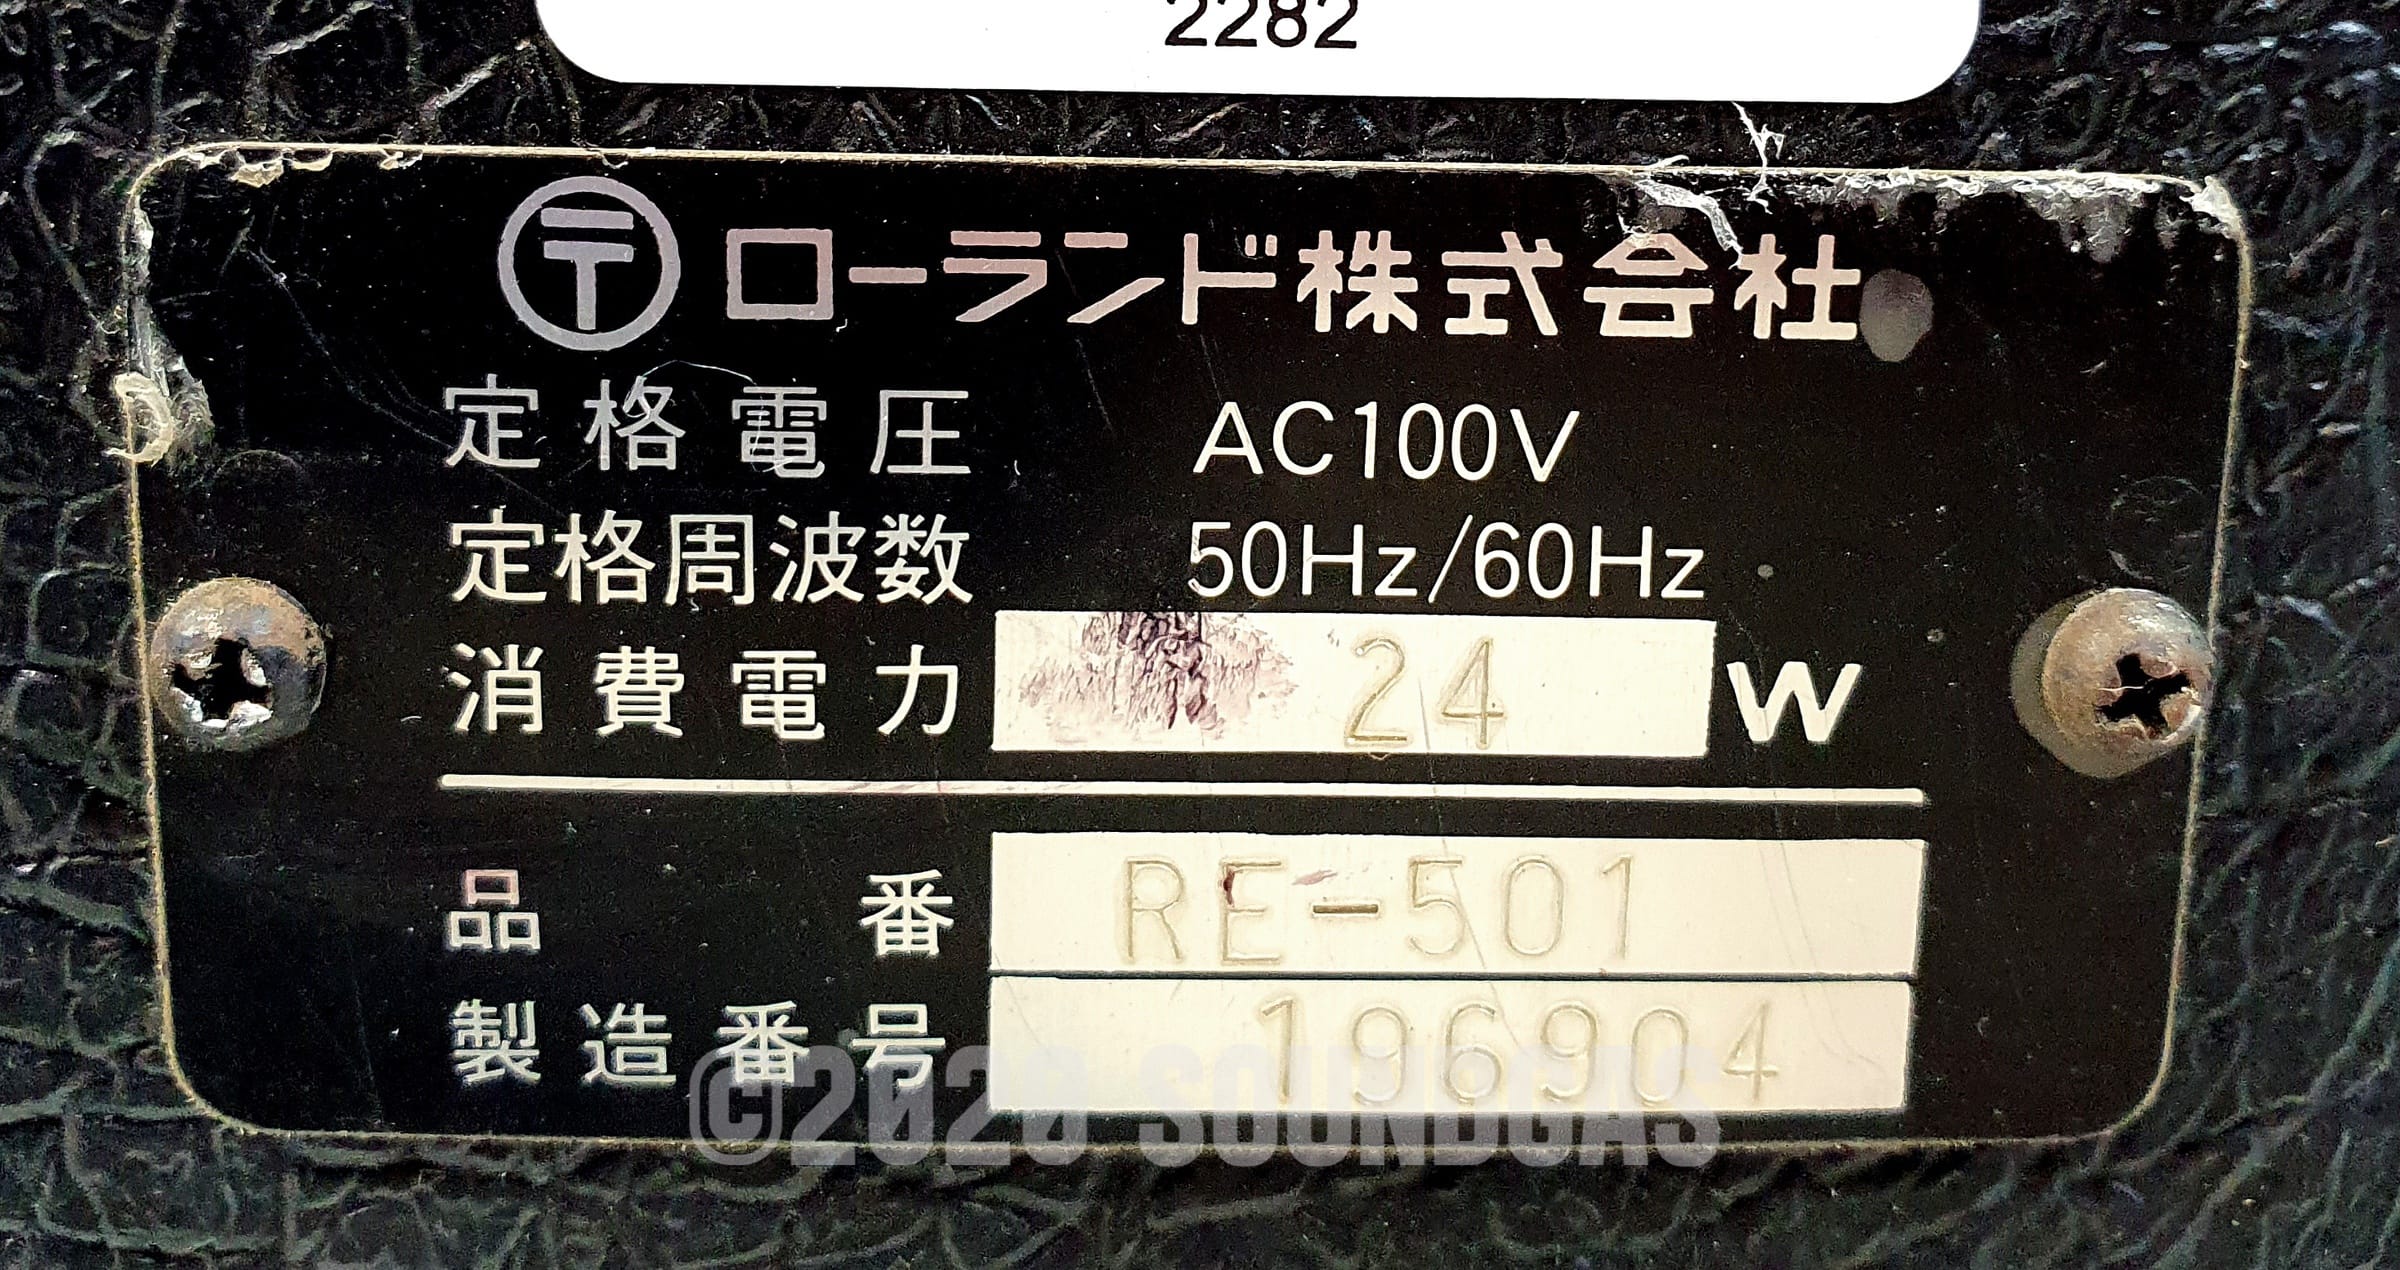 2282
〶ローランド株式会社
定格電圧 AC100V
定格周波数 50Hz/60Hz
消費電力 24 W
品番 RE-501
製造番号 196904
©2020 SOUNDGAS